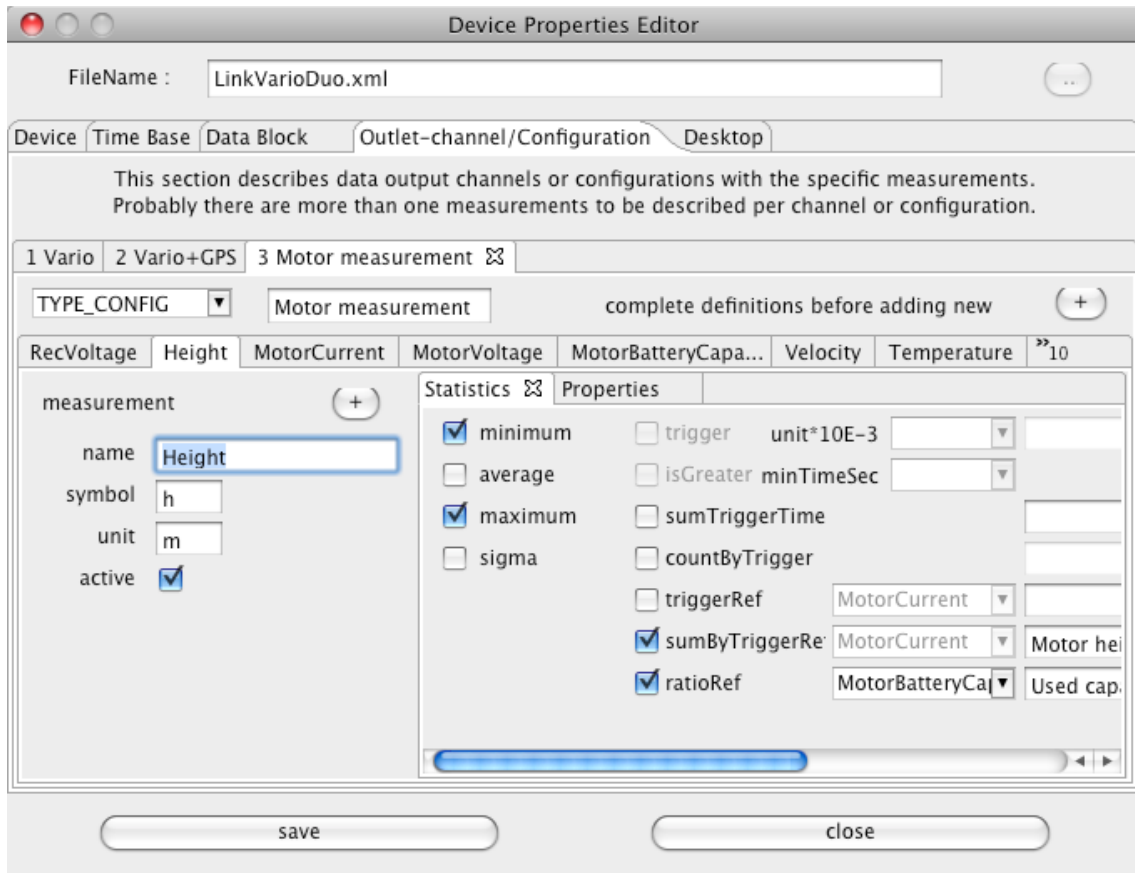 Device Properties Editor
FileName : LinkVarioDuo.xml ..
Device Time Base Data Block Outlet-channel/Configuration Desktop
This section describes data output channels or configurations with the specific measurements.
Probably there are more than one measurements to be described per channel or configuration.
1 Vario 2 Vario+GPS 3 Motor measurement
TYPE_CONFIG Motor measurement complete definitions before adding new +
RecVoltage Height MotorCurrent MotorVoltage MotorBatteryCapa... Velocity Temperature »10
measurement +
name Height
symbol h
unit m
active
Statistics Properties
minimum trigger unit*10E-3
average isGreater minTimeSec
maximum sumTriggerTime
sigma countByTrigger
triggerRef MotorCurrent
sumByTriggerRe MotorCurrent Motor hei
ratioRef MotorBatteryCa Used cap
save close